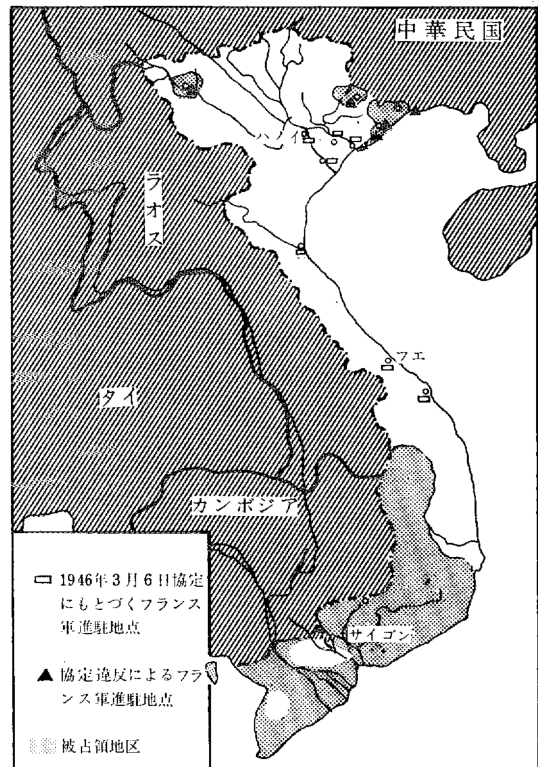 中華民国
ハノイ
ラオス
フエ
タイ
カンボジア
サイゴン
1946年3月6日協定
にもとづくフランス
軍進駐地点
協定違反によるフラ
ンス軍進駐地点
被占領地区